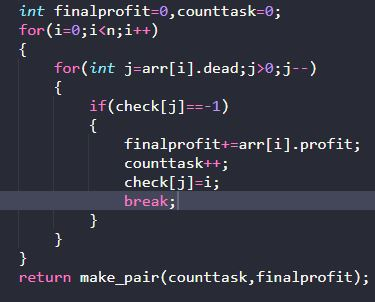 int finalprofit=0,counttask=0;
for(i=0;i<n;i++)
{
for(int j=arr[i].dead;j>0;j--)
{
if(check[j]==-1)
{
finalprofit+=arr[i].profit;
counttask++;
check[j]=i;
break;
}
}
}
return make_pair(counttask,finalprofit);